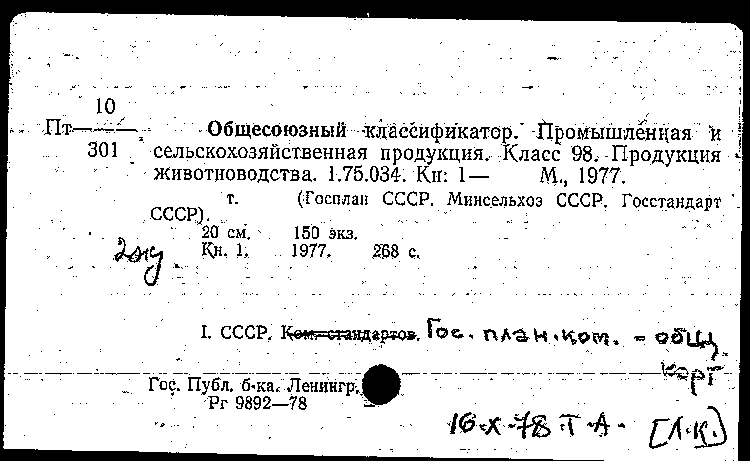 10
Пт
301
Общесоюзный классификатор. Промышленная и
сельскохозяйственная продукция. Класс 98. Продукция
животноводства. 1.75.034. Кн: 1— М., 1977.
т. (Госплан СССР. Минсельхоз СССР. Госстандарт
СССР).
20 см. 150 экз.
Кн. 1. 1977. 268 с.
I. СССР. Ком. стандартов. Гос. план. ком. - общ.
карт
Гос. Публ. б-ка. Ленингр.
Рг 9892—78
16.X.78.Т.А. [Л.К.]